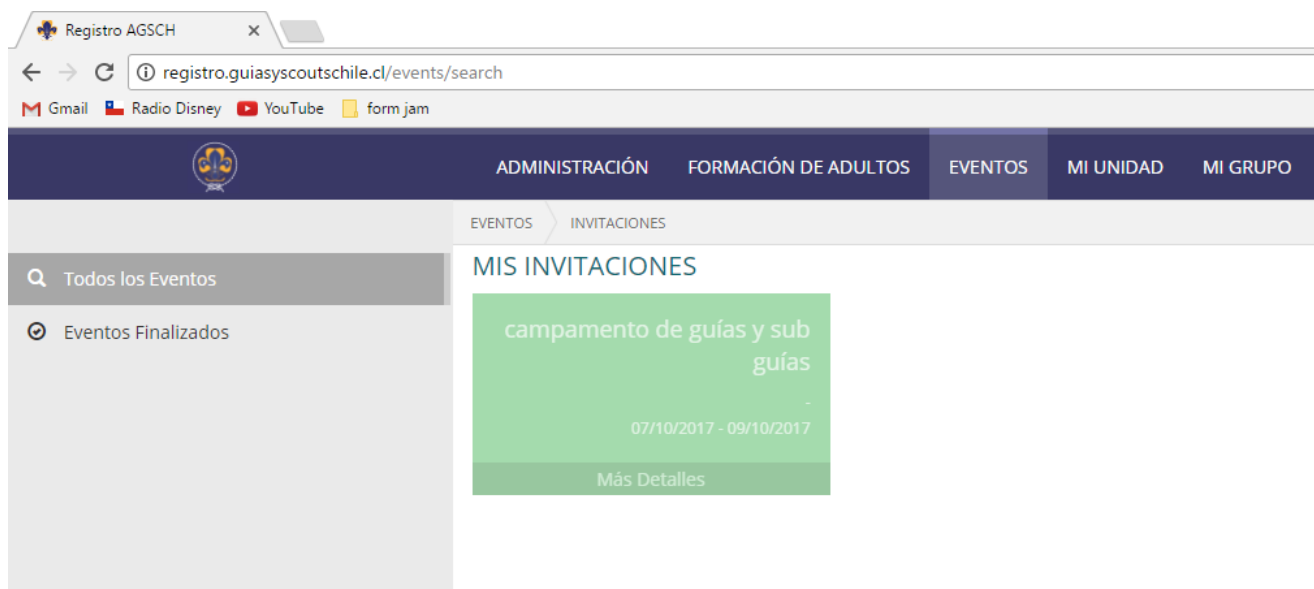 Registro AGSCH
registro.guiasyscoutschile.cl/events/search
Gmail Radio Disney YouTube form jam
ADMINISTRACIÓN FORMACIÓN DE ADULTOS EVENTOS MI UNIDAD MI GRUPO
EVENTOS INVITACIONES
Todos los Eventos
Eventos Finalizados
MIS INVITACIONES
campamento de guías y sub
guías
-
07/10/2017 - 09/10/2017
Más Detalles